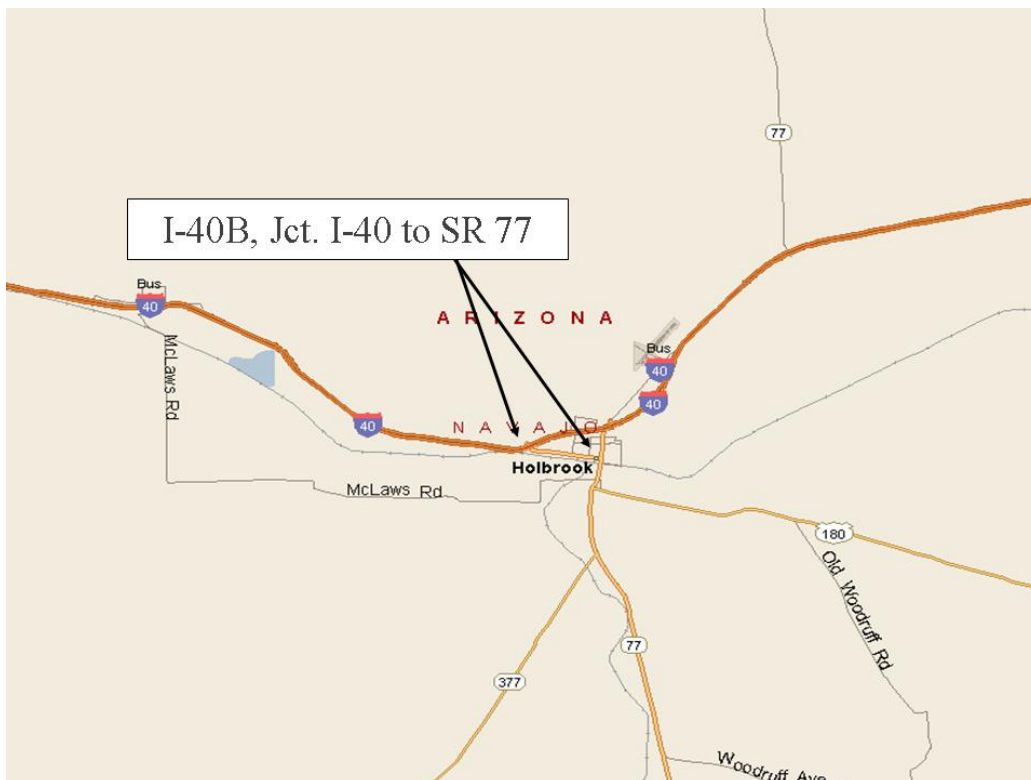 77
I-40B, Jct. I-40 to SR 77
Bus
40
ARIZONA
Bus
40
McLaws Rd
40
40
NAVAJO
Holbrook
McLaws Rd
180
Old Woodruff Rd
77
377
Woodruff Ave